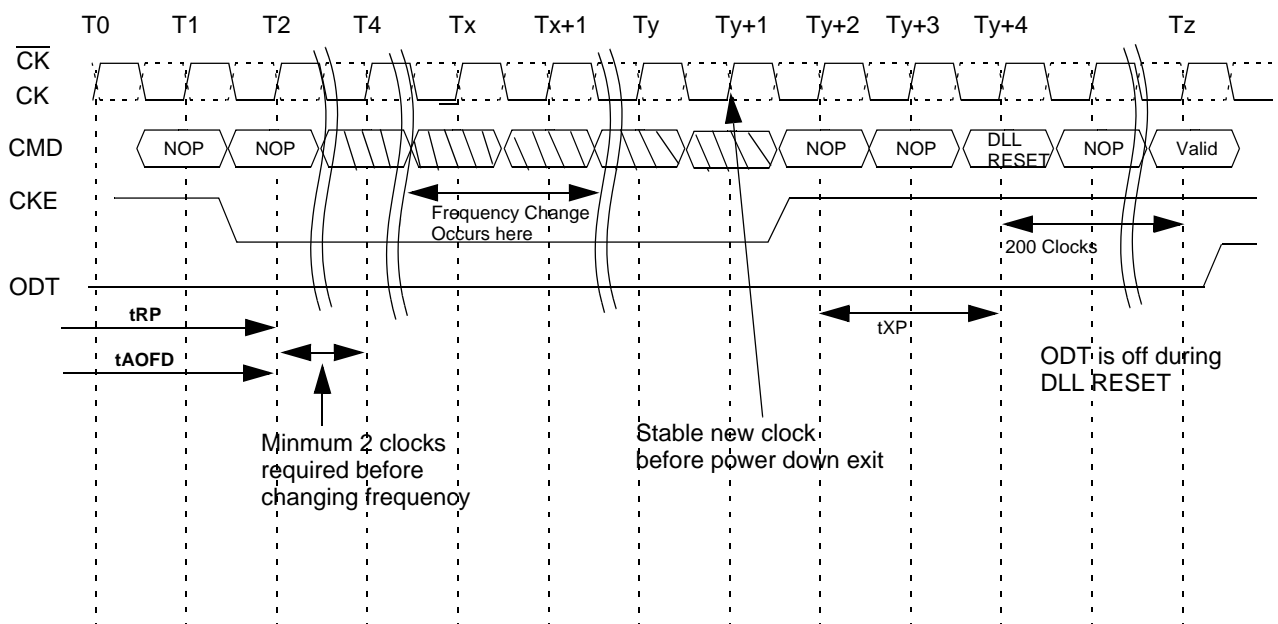 T0 T1 T2 T4 Tx Tx+1 Ty Ty+1 Ty+2 Ty+3 Ty+4 Tz
CK
CK
CMD NOP NOP NOP NOP DLL RESET NOP Valid
CKE
Frequency Change
Occurs here
200 Clocks
ODT
tRP
tXP
tAOFD
ODT is off during
DLL RESET
Minmum 2 clocks
required before
changing frequency
Stable new clock
before power down exit